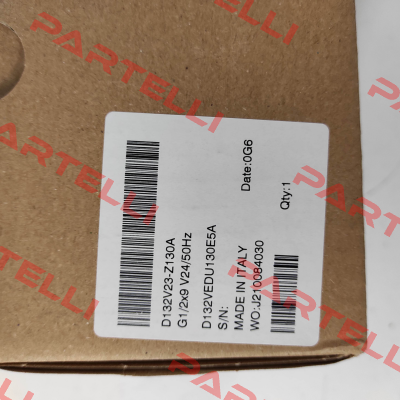 D132V23-Z130A
G1/2x9 V24/50Hz
D132VEDU130E5A
S/N:
MADE IN ITALY
WO:J210084030
Date:0G6
Qty:1
PARTELLI
PARTELLI
PARTELLI
PARTELLI